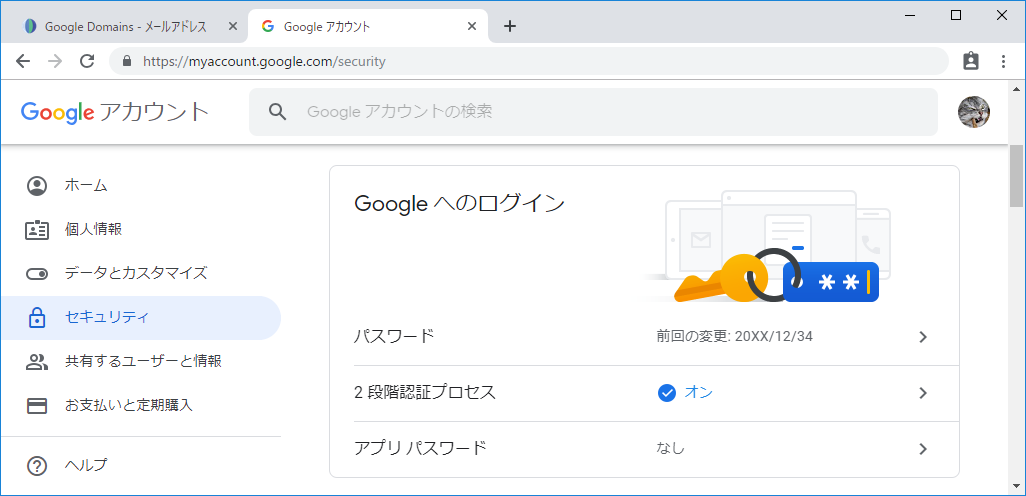 Google Domains - メールアドレス
Google アカウント
https://myaccount.google.com/security
Google アカウント
Google アカウントの検索
ホーム
個人情報
データとカスタマイズ
セキュリティ
共有するユーザーと情報
お支払いと定期購入
ヘルプ
Google へのログイン
**
パスワード 前回の変更: 20XX/12/34
2 段階認証プロセス オン
アプリ パスワード なし